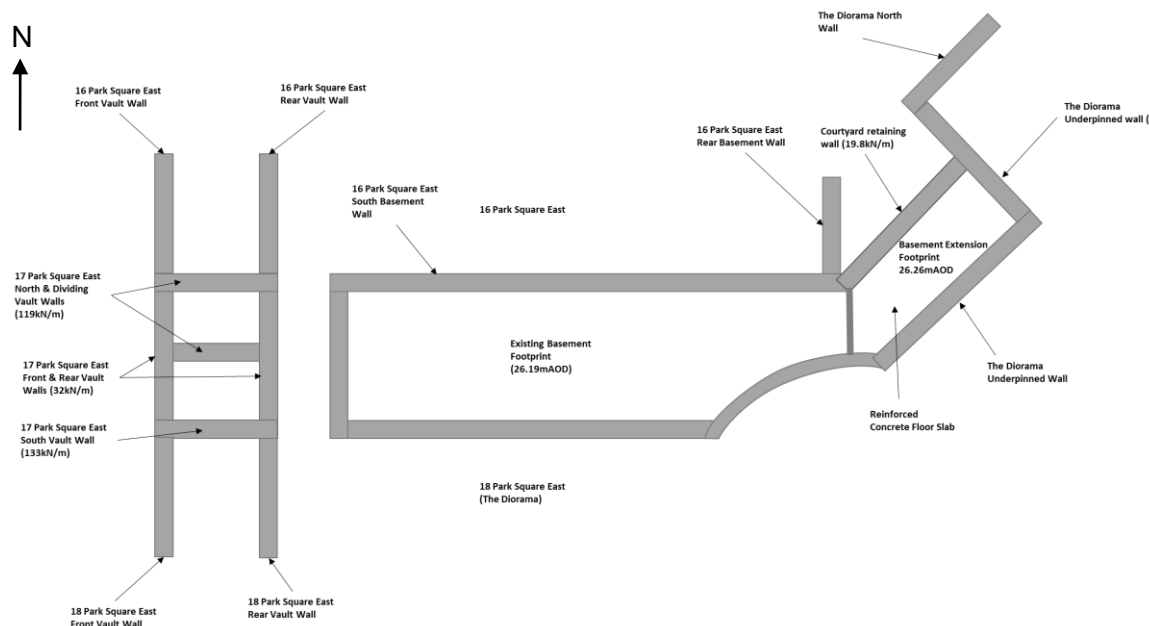 N
The Diorama North
Wall
16 Park Square East
Front Vault Wall
16 Park Square East
Rear Vault Wall
The Diorama
Underpinned wall (
16 Park Square East
Rear Basement Wall
Courtyard retaining
wall (19.8kN/m)
16 Park Square East
South Basement
Wall
16 Park Square East
Basement Extension
Footprint
26.26mAOD
17 Park Square East
North & Dividing
Vault Walls
(119kN/m)
Existing Basement
Footprint
(26.19mAOD)
17 Park Square East
Front & Rear Vault
Walls (32kN/m)
The Diorama
Underpinned Wall
Reinforced
Concrete Floor Slab
17 Park Square East
South Vault Wall
(133kN/m)
18 Park Square East
(The Diorama)
18 Park Square East
Front Vault Wall
18 Park Square East
Rear Vault Wall